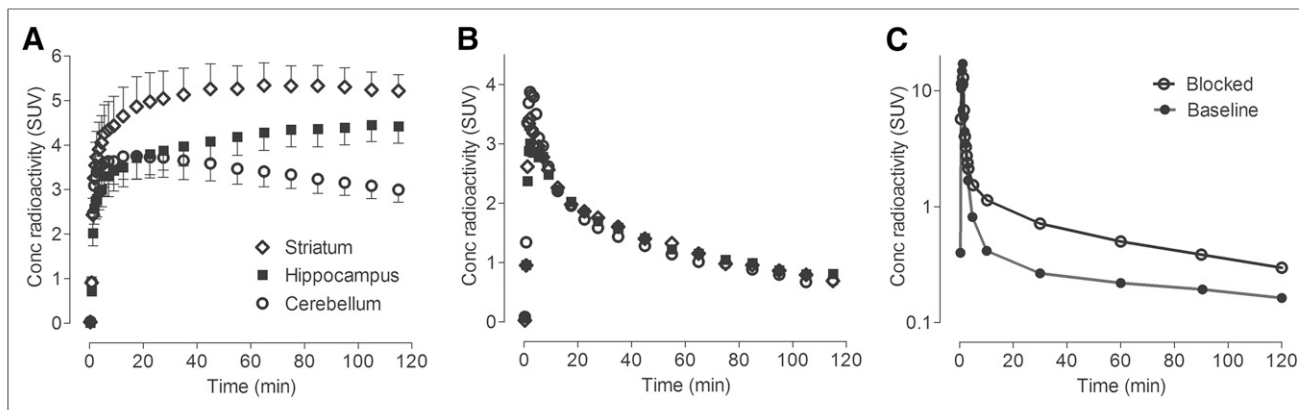 A
B
C
Conc radioactivity (SUV)
6
5
4
3
2
1
0
Striatum
Hippocampus
Cerebellum
0 20 40 60 80 100 120
Time (min)
Conc radioactivity (SUV)
4
3
2
1
0
0 20 40 60 80 100 120
Time (min)
Conc radioactivity (SUV)
10
1
0.1
Blocked
Baseline
0 20 40 60 80 100 120
Time (min)